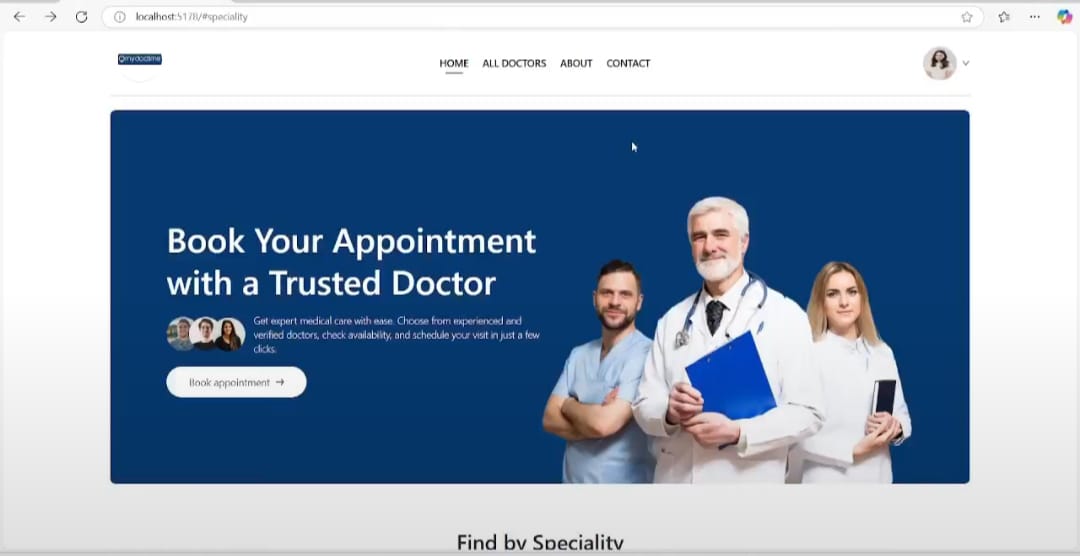 localhost:5178/#speciality
mydoctime
HOME
ALL DOCTORS
ABOUT
CONTACT
Book Your Appointment
with a Trusted Doctor
Get expert medical care with ease. Choose from experienced and
verified doctors, check availability, and schedule your visit in just a few
clicks.
Book appointment →
Find by Speciality